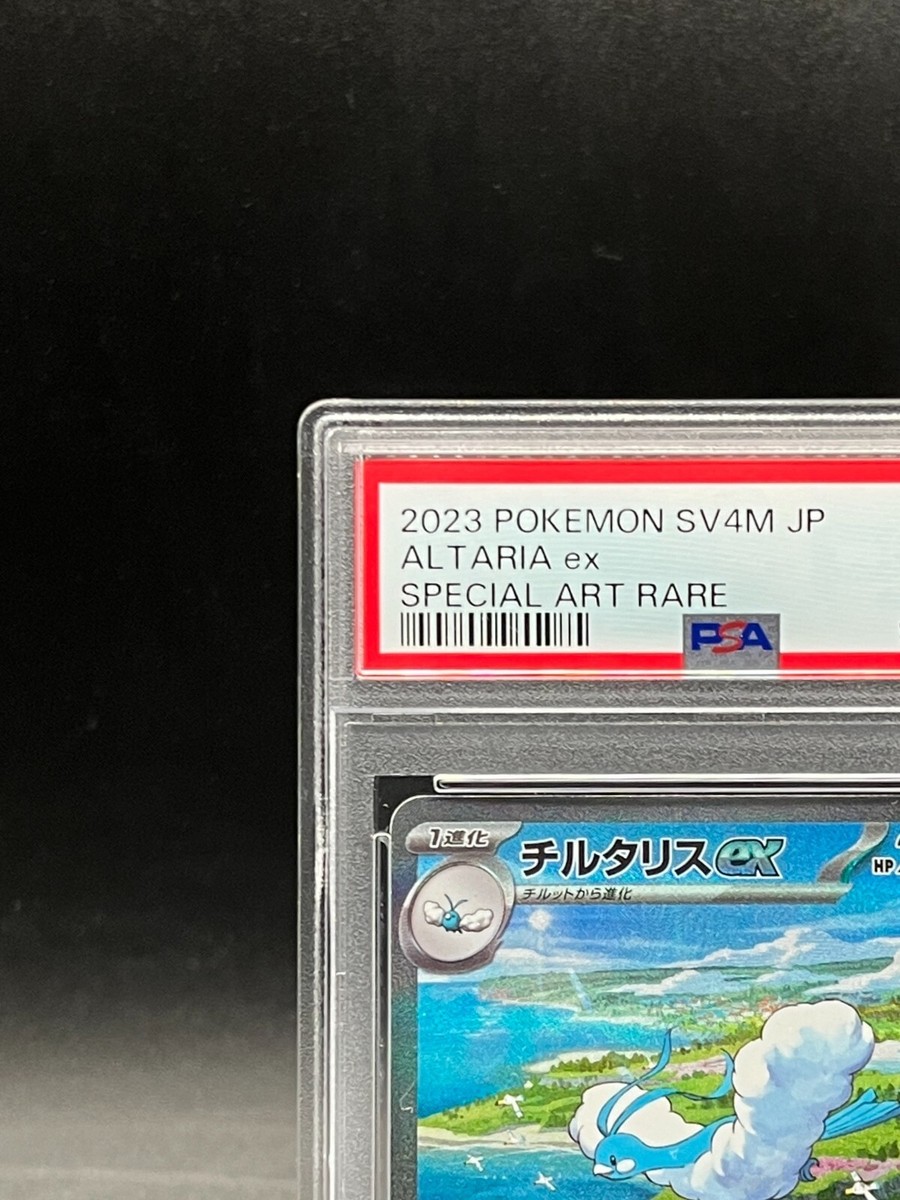 2023 POKEMON SV4M JP
ALTARIA ex
SPECIAL ART RARE
PSA
1進化
チルタリスex
HP
チルットから進化